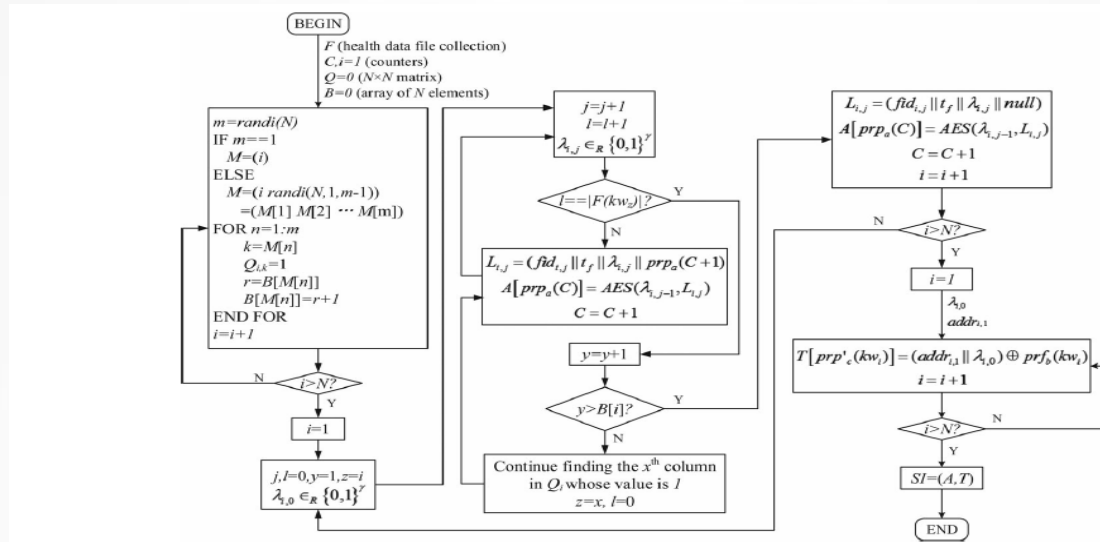 BEGIN
F (health data file collection)
C,i=1 (counters)
Q=0 (N×N matrix)
B=0 (array of N elements)
m=randi(N)
IF m==1
M=(i)
ELSE
M=(i randi(N,1,m-1))
=(M[1] M[2] ⋯ M[m])
FOR n=1:m
k=M[n]
Q_{i,k}=1
r=B[M[n]]
B[M[n]]=r+1
END FOR
i=i+1
N
i>N?
Y
i=1
j,l=0,y=1,z=i
λ_{i,0} ∈_R {0,1}^γ
j=j+1
l=l+1
λ_{i,j} ∈_R {0,1}^γ
l==|F(kw_z)|?
Y
N
L_{i,j}=(fid_{i,j}||t_f||λ_{i,j}||prp_a(C+1)
A[prp_a(C)]=AES(λ_{i,j-1},L_{i,j})
C=C+1
y=y+1
y>B[i]?
Y
N
Continue finding the x^th column
in Q_i whose value is 1
z=x, l=0
L_{i,j}=(fid_{i,j}||t_f||λ_{i,j}||null)
A[prp_a(C)]=AES(λ_{i,j-1},L_{i,j})
C=C+1
i=i+1
N
i>N?
Y
i=1
λ_{i,0}
addr_{i,1}
T[prp'_c(kw_i)]=(addr_{i,1}||λ_{i,0})⊕prf_b(kw_i)
i=i+1
i>N?
N
Y
SI=(A,T)
END